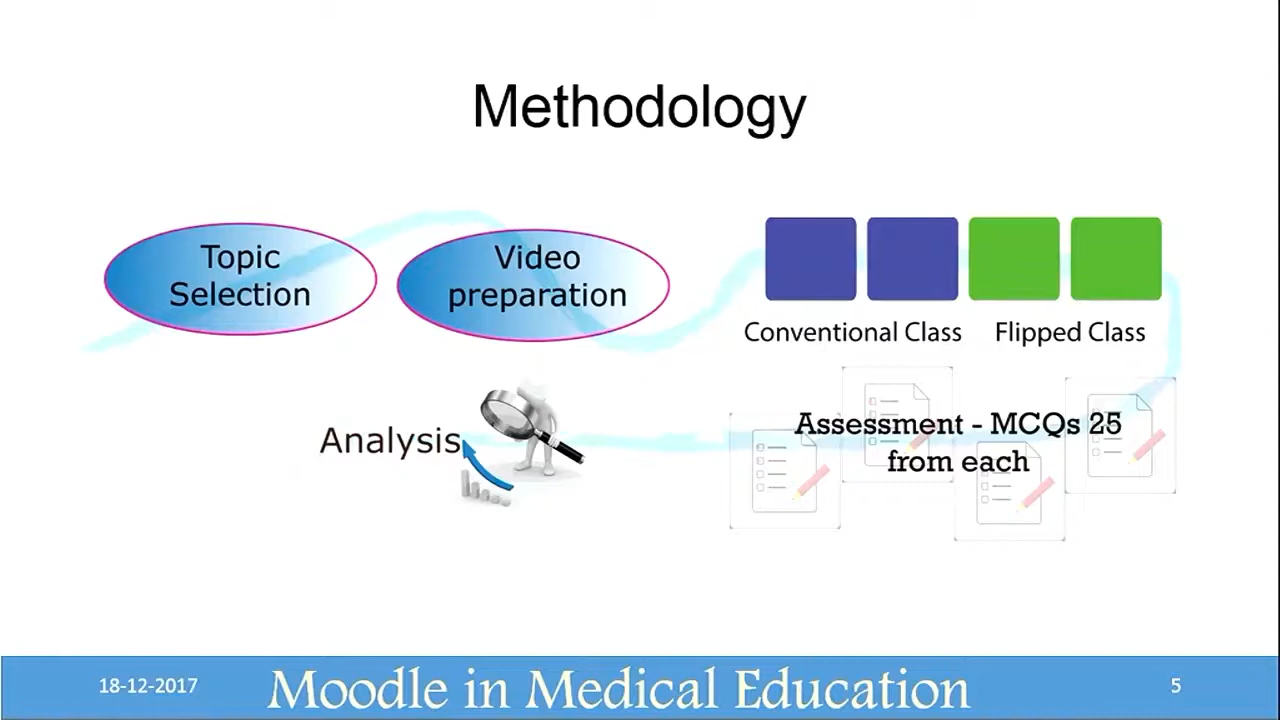 Methodology
Topic
Selection
Video
preparation
Conventional Class
Flipped Class
Assessment - MCQs 25
from each
Analysis
18-12-2017
Moodle in Medical Education
5